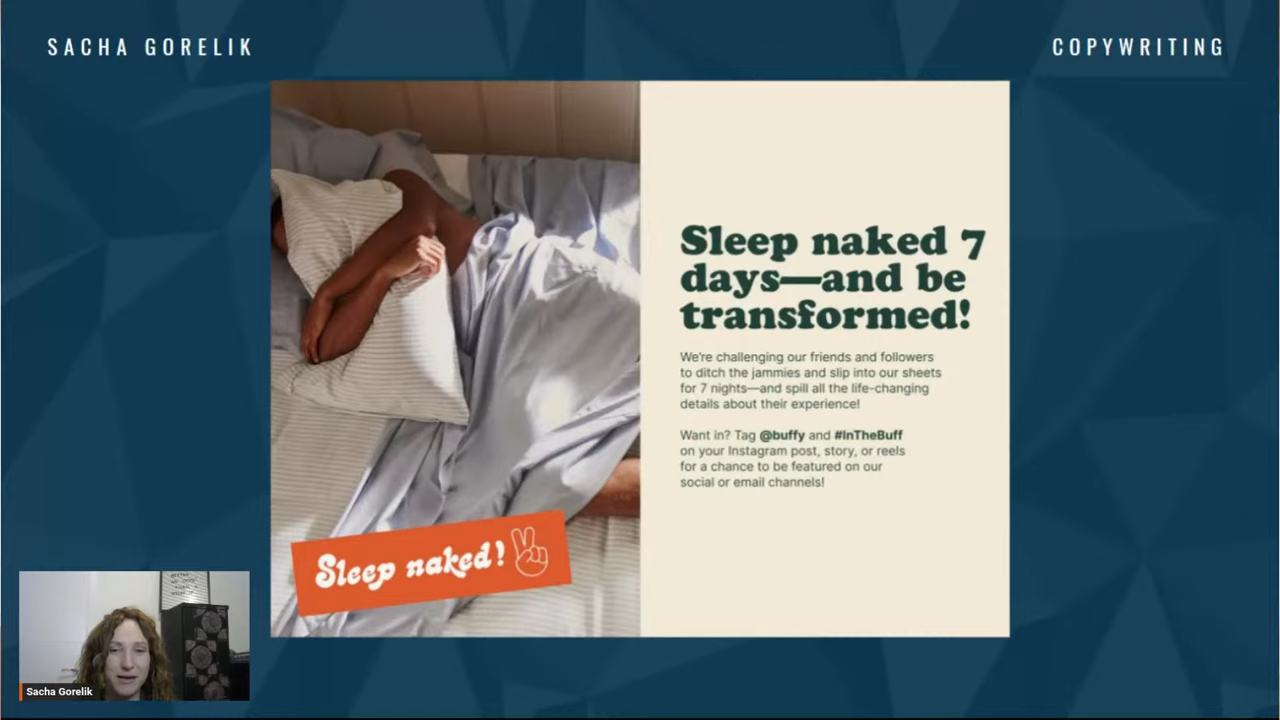 SACHA GORELIK
COPYWRITING
Sleep naked 7
days—and be
transformed!
We're challenging our friends and followers
to ditch the jammies and slip into our sheets
for 7 nights—and spill all the life-changing
details about their experience!
Want in? Tag @buffy and #InTheBuff
on your Instagram post, story, or reels
for a chance to be featured on our
social or email channels!
Sleep naked!
Sacha Gorelik